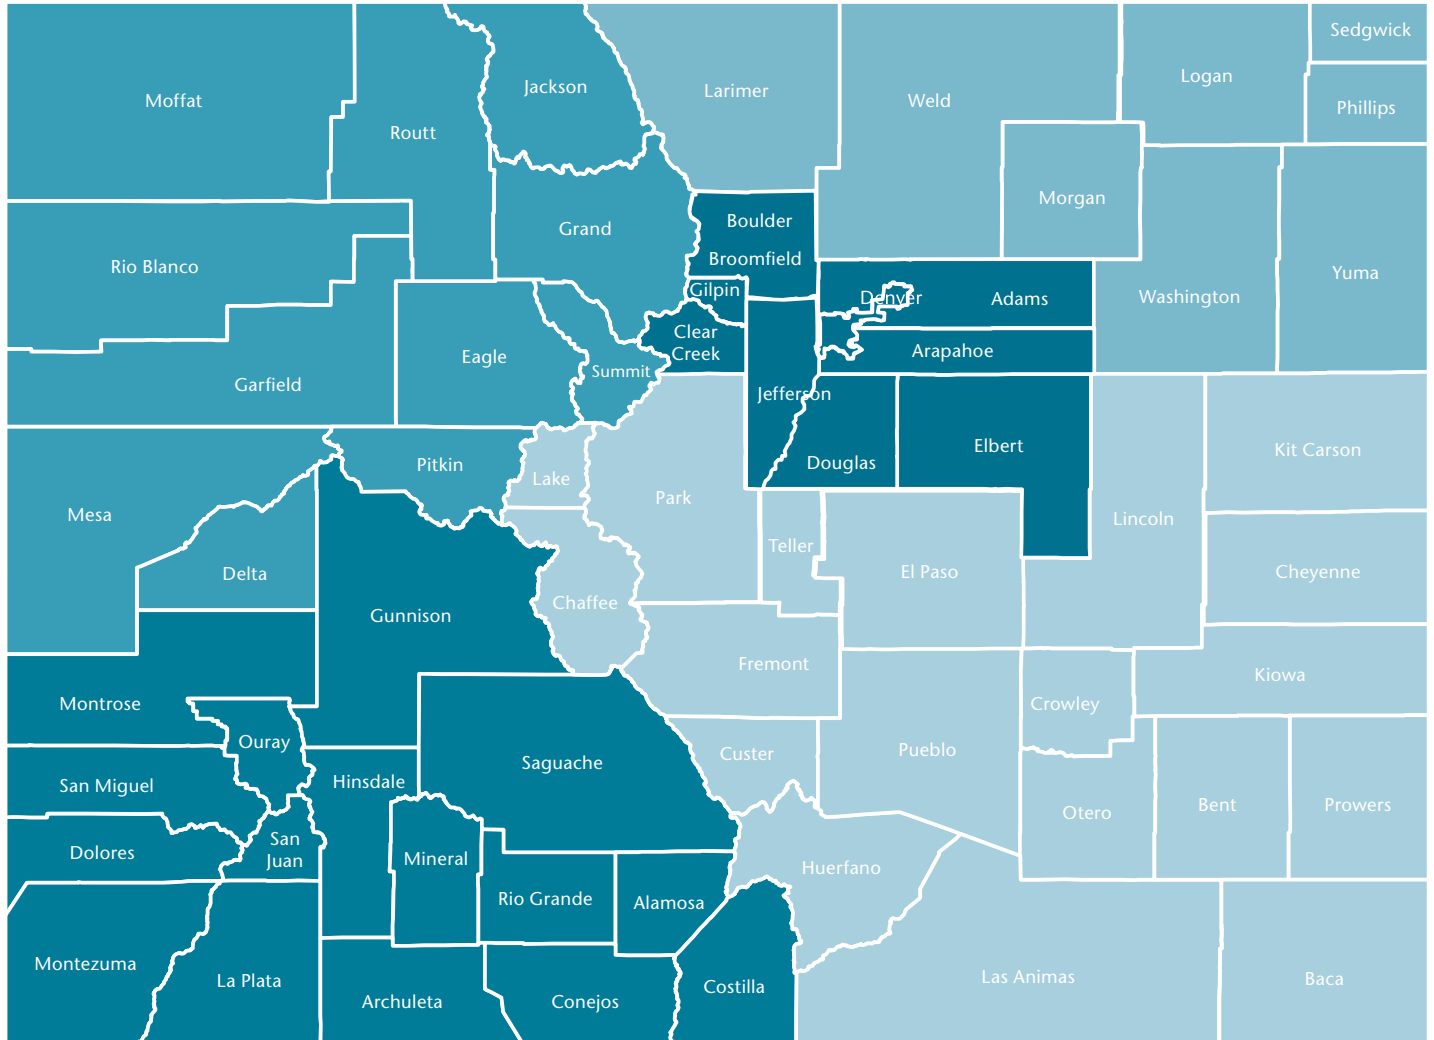 Sedgwick
Logan
Moffat
Jackson
Larimer
Weld
Phillips
Routt
Morgan
Grand
Boulder
Broomfield
Rio Blanco
Yuma
Gilpin
Denver
Adams
Washington
Clear
Creek
Arapahoe
Eagle
Summit
Garfield
Jefferson
Elbert
Kit Carson
Douglas
Pitkin
Lake
Park
Mesa
Lincoln
Teller
Delta
El Paso
Cheyenne
Chaffee
Gunnison
Fremont
Kiowa
Montrose
Crowley
Ouray
Custer
Pueblo
Saguache
San Miguel
Hinsdale
Otero
Bent
Prowers
San
Juan
Dolores
Mineral
Huerfano
Rio Grande
Alamosa
Montezuma
La Plata
Las Animas
Baca
Costilla
Archuleta
Conejos